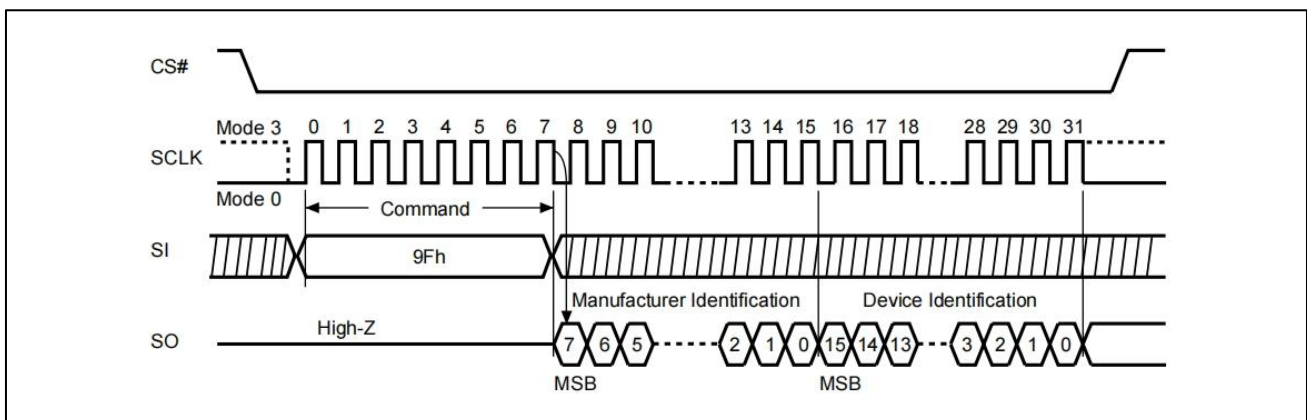 CS#
Mode 3 0 1 2 3 4 5 6 7 8 9 10 13 14 15 16 17 18 28 29 30 31
SCLK
Mode 0
Command
SI 9Fh
Manufacturer Identification Device Identification
High-Z
SO 7 6 5 2 1 0 15 14 13 3 2 1 0
MSB MSB